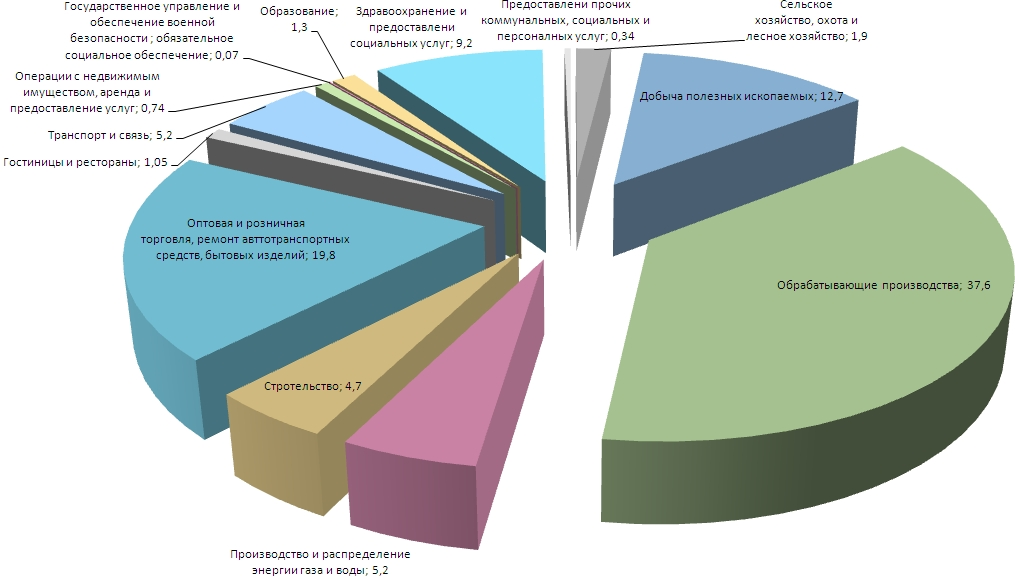 Государственное управление и
обеспечение военной
безопасности ; обязательное
социальное обеспечение; 0,07
Образование;
1,3
Здравоохранение и
предоставлени
социальных услуг; 9,2
Предоставлени прочих
коммунальных, социальных и
персоналных услуг; 0,34
Сельское
хозяйство, охота и
лесное хозяйство; 1,9
Операции с недвижимым
имуществом, аренда и
предоставление услуг; 0,74
Транспорт и связь; 5,2
Гостиницы и рестораны; 1,05
Добыча полезных ископаемых; 12,7
Оптовая и розничная
торговля, ремонт авттотранспортных
средств, бытовых изделий; 19,8
Обрабатывающие производства; 37,6
Стротельство; 4,7
Производство и распределение
энергии газа и воды; 5,2